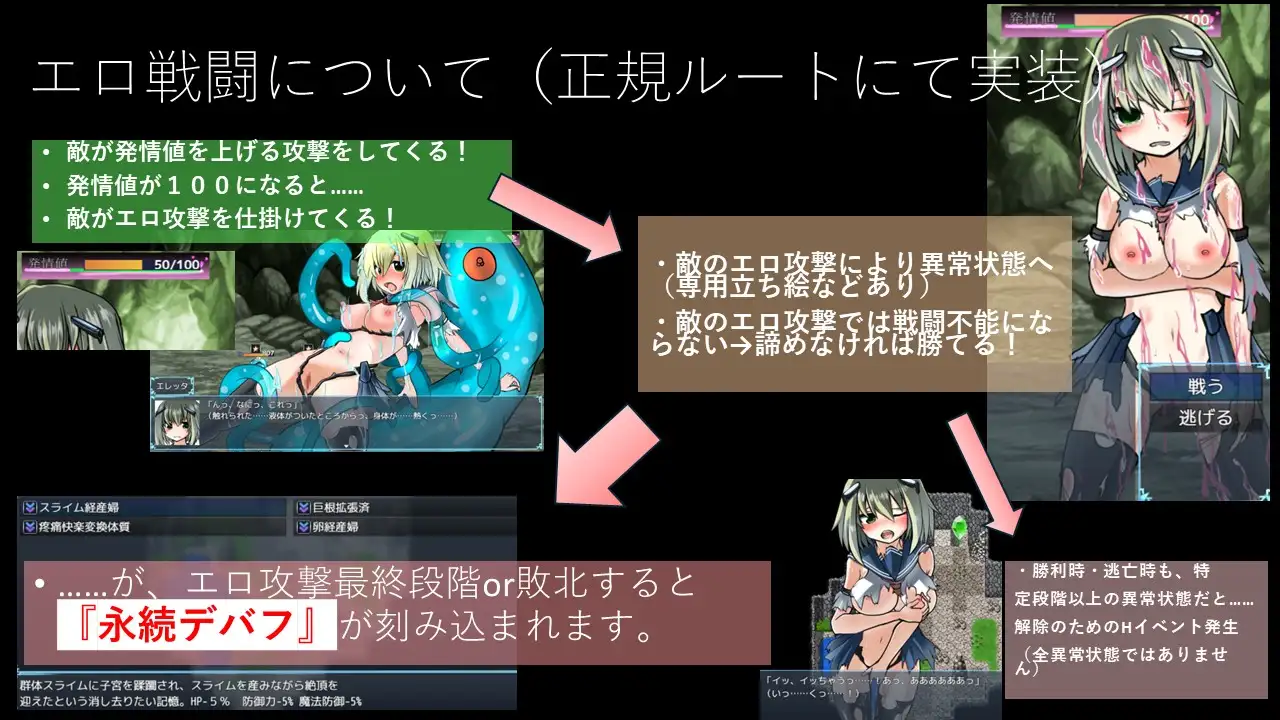 エロ戦闘について（正規ルートにて実装）
• 敵が発情値を上げる攻撃をしてくる！
• 発情値が１００になると……
• 敵がエロ攻撃を仕掛けてくる！
発情値 50/100
エレッタ
「んっ、なにっ、これっ」
（触れられた……液体がついたところからっ、身体が……熱くっ……）
・敵のエロ攻撃により異常状態へ
（専用立ち絵などあり）
・敵のエロ攻撃では戦闘不能にな
らない→諦めなければ勝てる！
発情値 100
戦う
逃げる
スライム経産婦 巨根拡張済
疼痛快楽変換体質 卵経産婦
• ……が、エロ攻撃最終段階or敗北すると
『永続デバフ』が刻み込まれます。
群体スライムに子宮を蹂躙され、スライムを産みながら絶頂を
迎えたという消し去りたい記憶。HP-５％ 防御力-5% 魔法防御-5%
「イッ、イッちゃうっ……！あっ、ああああああっ」
（いっ……くっ……！）
・勝利時・逃亡時も、特
定段階以上の異常状態だと……
解除のためのHイベント発生
（全異常状態ではありませ
ん）